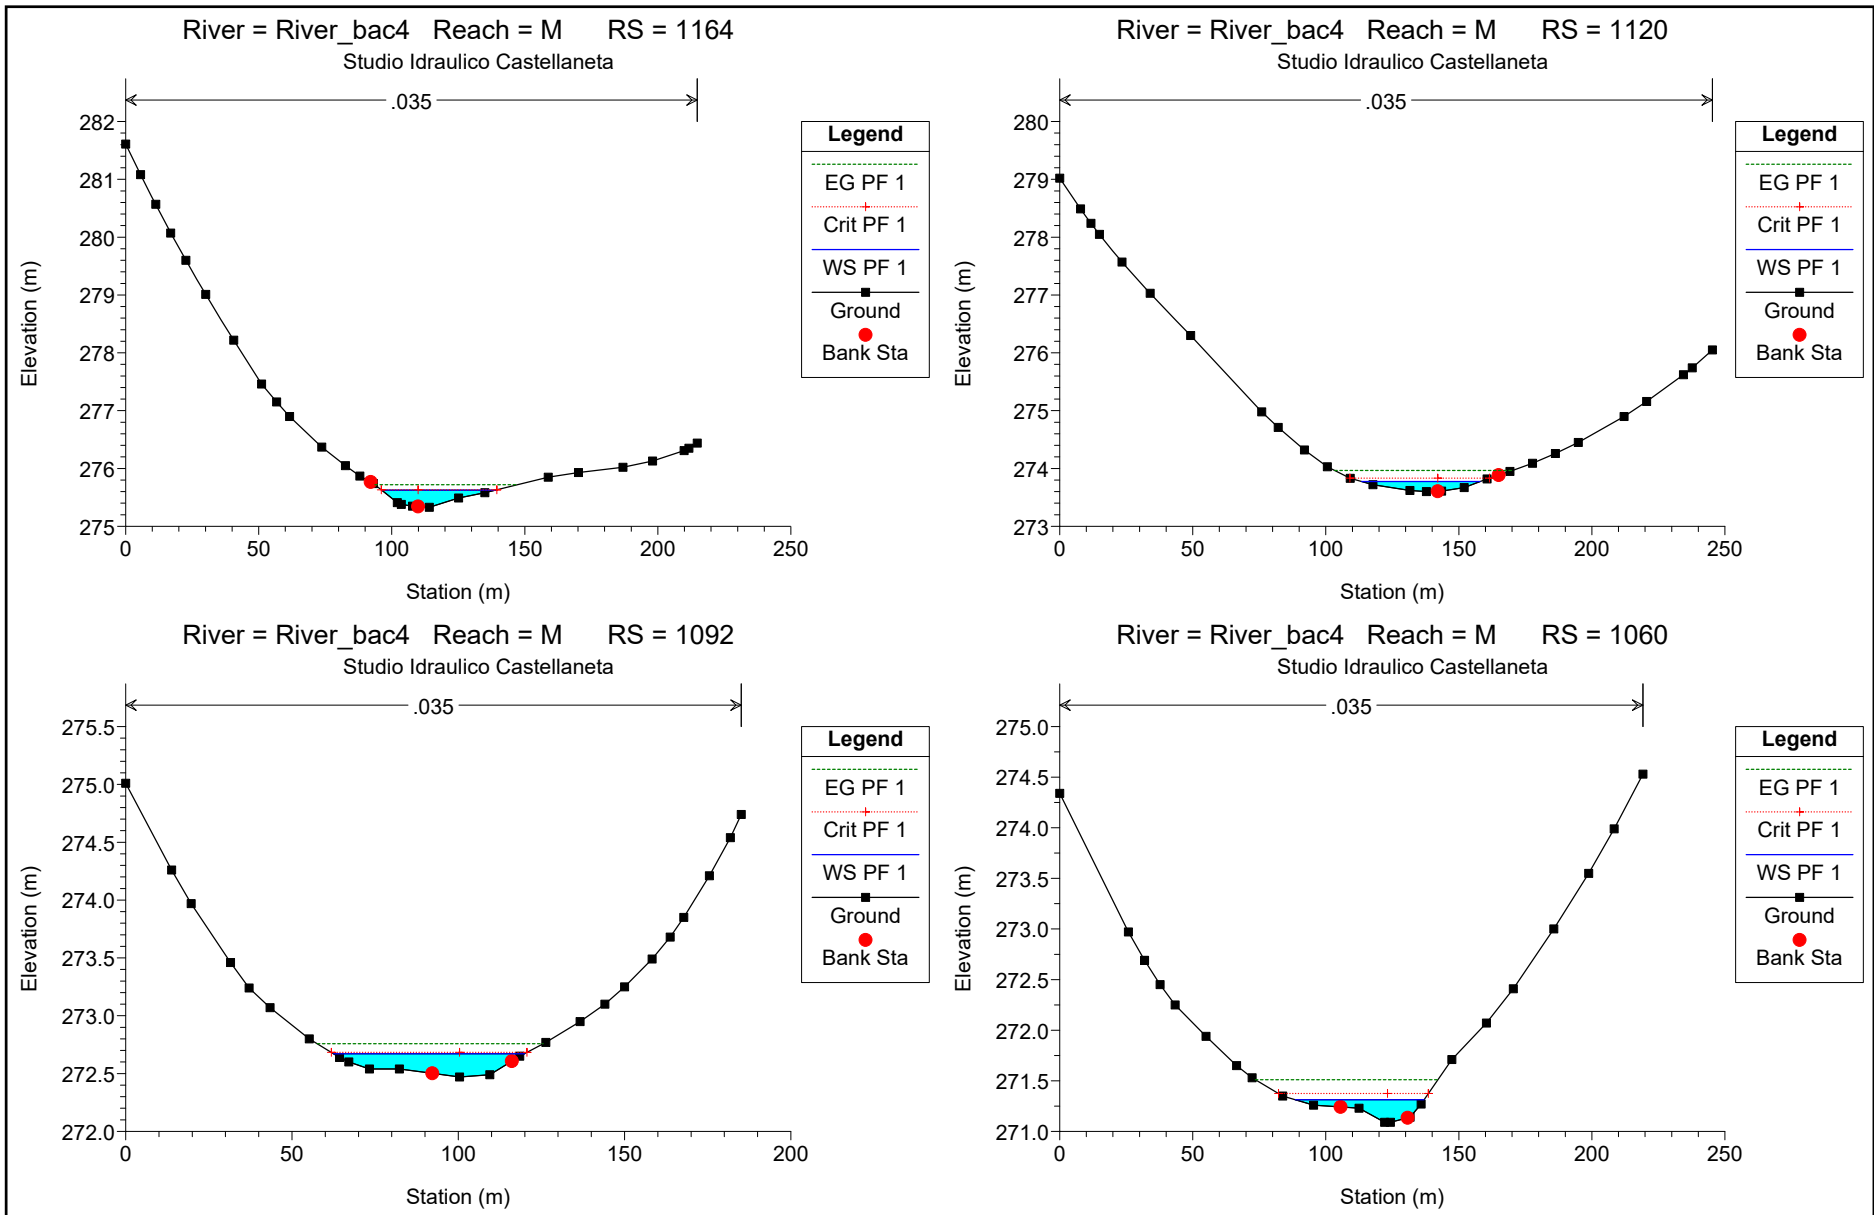 River = River_bac4 Reach = M RS = 1164
Studio Idraulico Castellaneta
.035
282
281
280
279
278
277
276
275
0 50 100 150 200 250
Elevation (m)
Station (m)
Legend
EG PF 1
Crit PF 1
WS PF 1
Ground
Bank Sta
River = River_bac4 Reach = M RS = 1120
Studio Idraulico Castellaneta
.035
280
279
278
277
276
275
274
273
0 50 100 150 200 250
Elevation (m)
Station (m)
Legend
EG PF 1
Crit PF 1
WS PF 1
Ground
Bank Sta
River = River_bac4 Reach = M RS = 1092
Studio Idraulico Castellaneta
.035
275.5
275.0
274.5
274.0
273.5
273.0
272.5
272.0
0 50 100 150 200
Elevation (m)
Station (m)
Legend
EG PF 1
Crit PF 1
WS PF 1
Ground
Bank Sta
River = River_bac4 Reach = M RS = 1060
Studio Idraulico Castellaneta
.035
275.0
274.5
274.0
273.5
273.0
272.5
272.0
271.5
271.0
0 50 100 150 200 250
Elevation (m)
Station (m)
Legend
EG PF 1
Crit PF 1
WS PF 1
Ground
Bank Sta